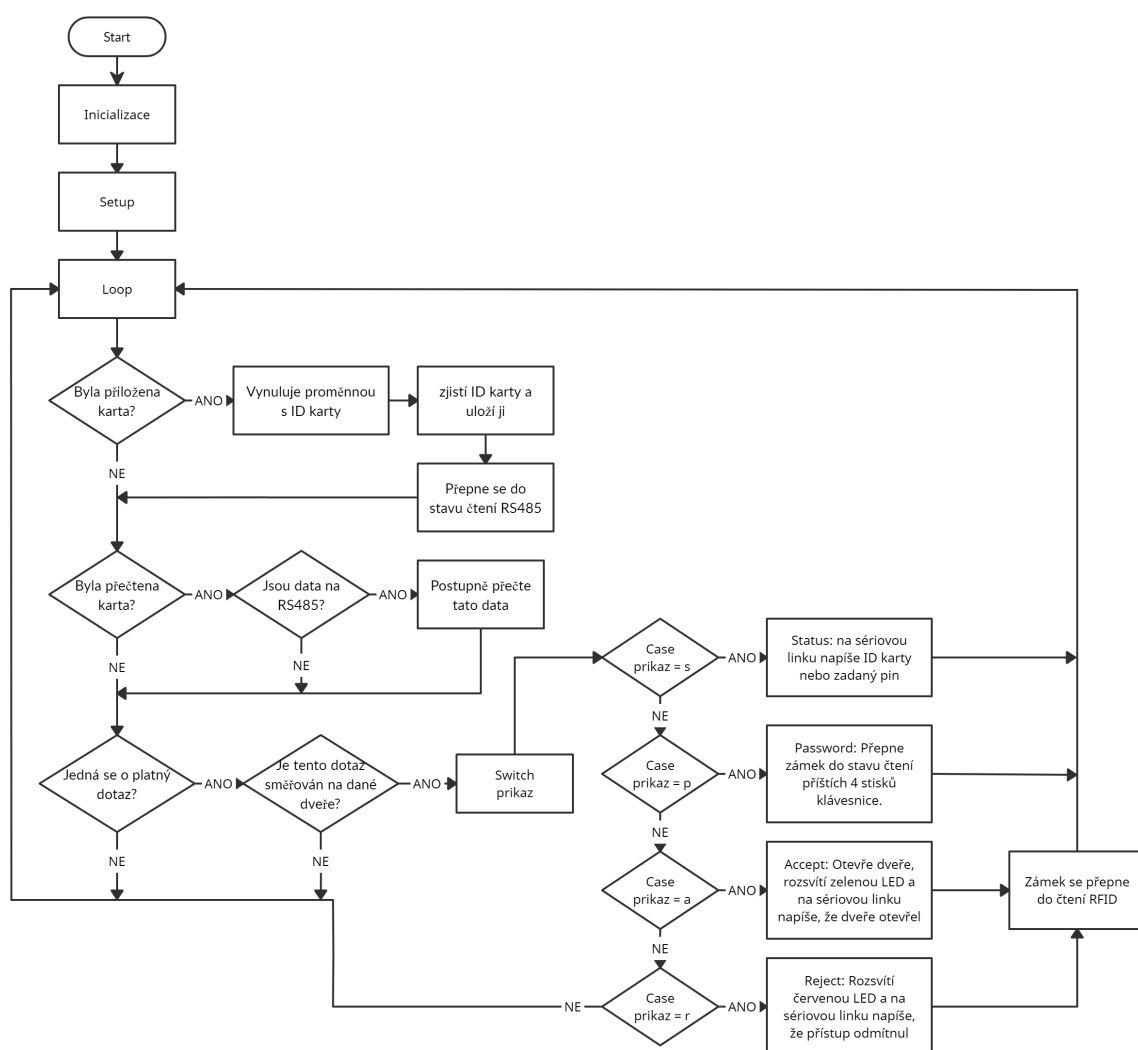 Start
Inicializace
Setup
Loop
Byla přiložena
karta?
ANO
Vynuluje proměnnou
s ID karty
zjistí ID karty a
uloží ji
NE
Přepne se do
stavu čtení RS485
Byla přečtena
karta?
ANO
Jsou data na
RS485?
ANO
Postupně přečte
tato data
NE
NE
Jedná se o platný
dotaz?
ANO
Je tento dotaz
směřován na dané
dveře?
ANO
Switch
prikaz
NE
NE
Case
prikaz = s
ANO
Status: na sériovou
linku napíše ID karty
nebo zadaný pin
NE
Case
prikaz = p
ANO
Password: Přepne
zámek do stavu čtení
příštích 4 stisků
klávesnice.
NE
Case
prikaz = a
ANO
Accept: Otevře dveře,
rozsvítí zelenou LED a
na sériovou linku
napíše, že dveře otevřel
Zámek se přepne
do čtení RFID
NE
NE
Case
prikaz = r
ANO
Reject: Rozsvítí
červenou LED a na
sériovou linku napíše,
že přístup odmítnul